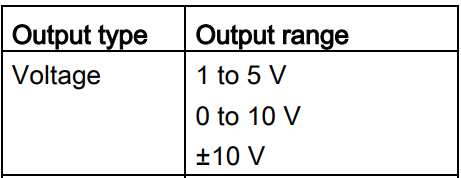 Output type Output range
Voltage 1 to 5 V
0 to 10 V
±10 V